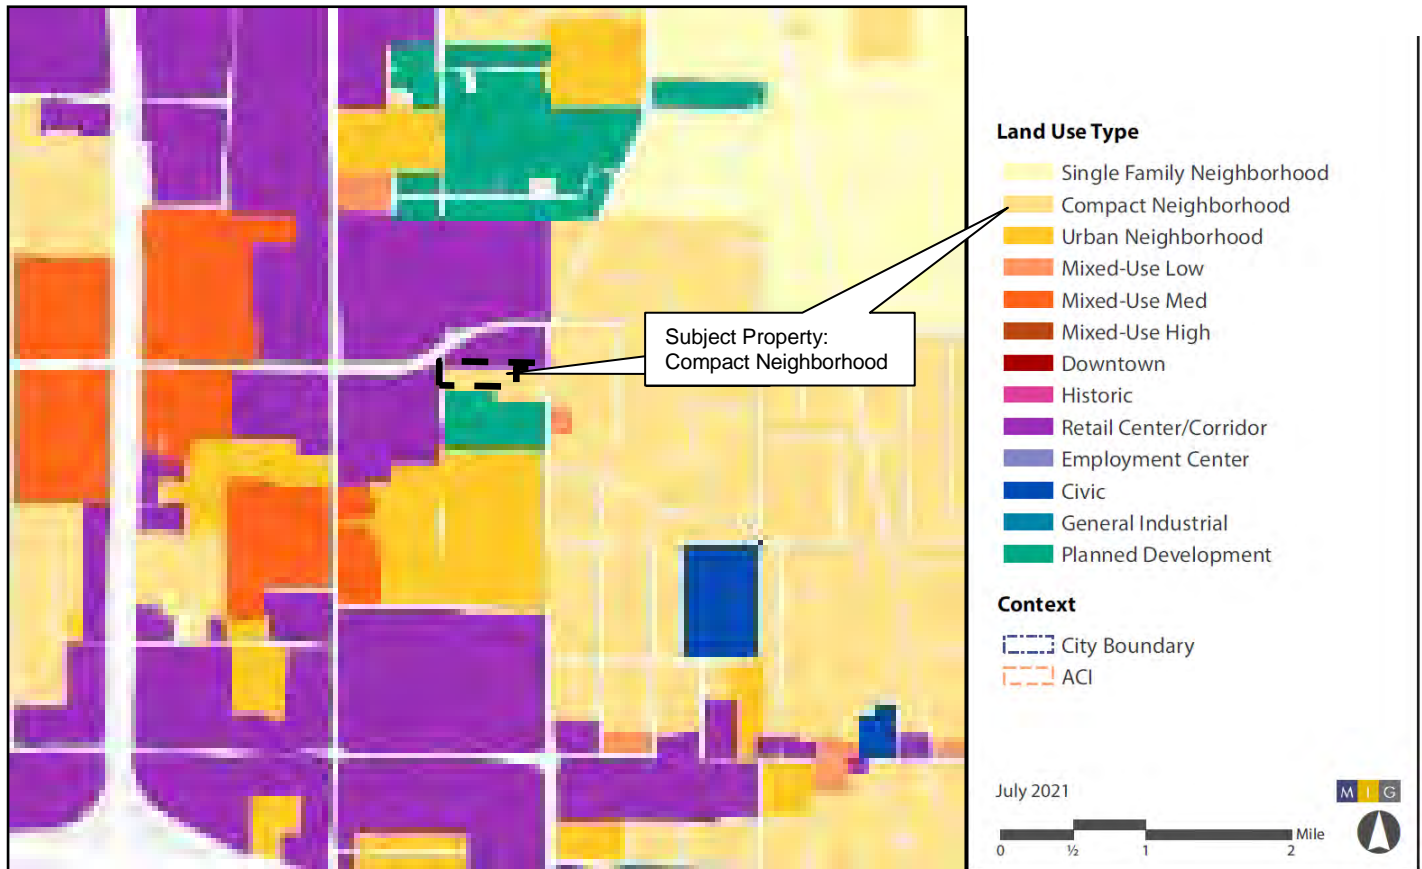 Subject Property:
Compact Neighborhood
Land Use Type
Single Family Neighborhood
Compact Neighborhood
Urban Neighborhood
Mixed-Use Low
Mixed-Use Med
Mixed-Use High
Downtown
Historic
Retail Center/Corridor
Employment Center
Civic
General Industrial
Planned Development
Context
City Boundary
ACI
July 2021
M I G
Mile
0 ½ 1 2